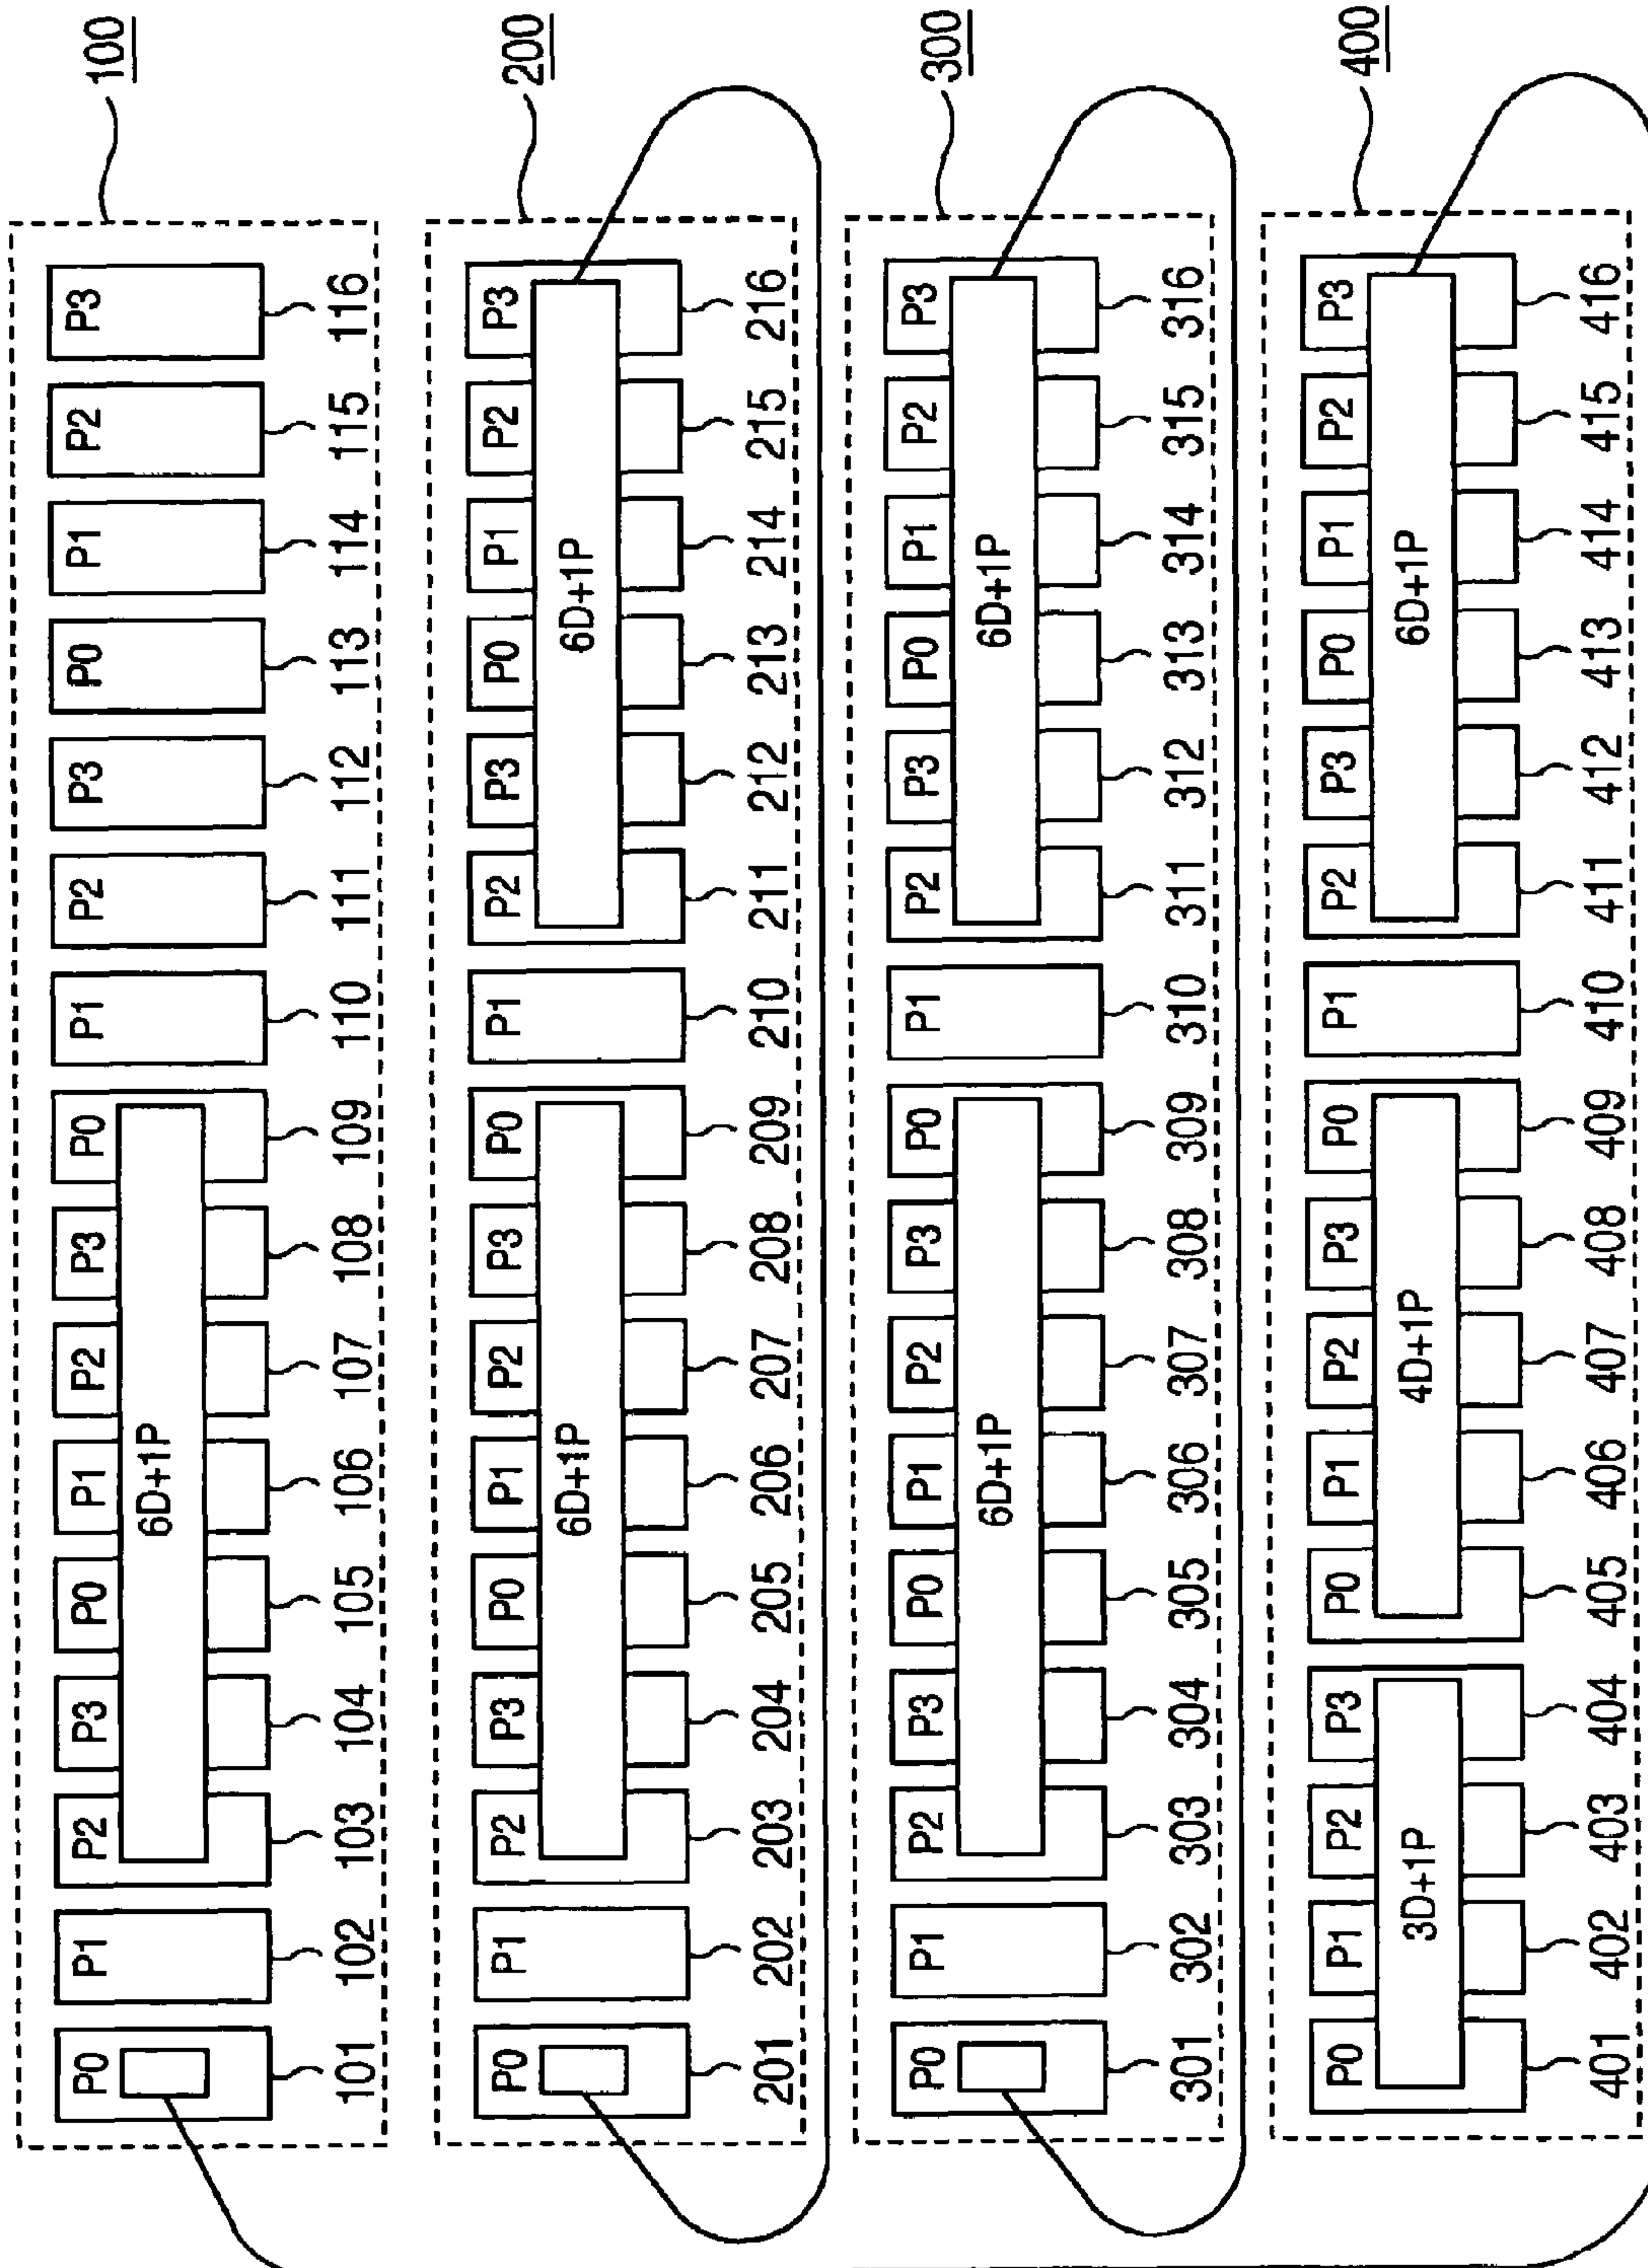 100
P0 P1 P2 P3 P0 P1 P2 P3 P0 P1 P2 P3 P0 P1 P2 P3
6D+1P
101 102 103 104 105 106 107 108 109 110 111 112 113 114 115 116
200
P0 P1 P2 P3 P0 P1 P2 P3 P0 P1 P2 P3 P0 P1 P2 P3
6D+1P 6D+1P
201 202 203 204 205 206 207 208 209 210 211 212 213 214 215 216
300
P0 P1 P2 P3 P0 P1 P2 P3 P0 P1 P2 P3 P0 P1 P2 P3
6D+1P 6D+1P
301 302 303 304 305 306 307 308 309 310 311 312 313 314 315 316
400
P0 P1 P2 P3 P0 P1 P2 P3 P0 P1 P2 P3 P0 P1 P2 P3
3D+1P 4D+1P 6D+1P
401 402 403 404 405 406 407 408 409 410 411 412 413 414 415 416